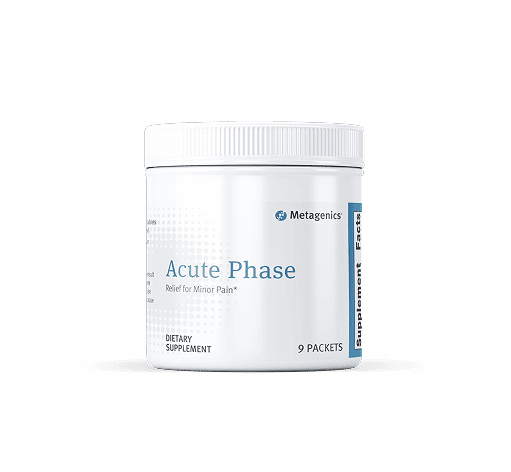 Metagenics®
Acute Phase
Relief for Minor Pain*
DIETARY
SUPPLEMENT
9 PACKETS
Supplement Facts